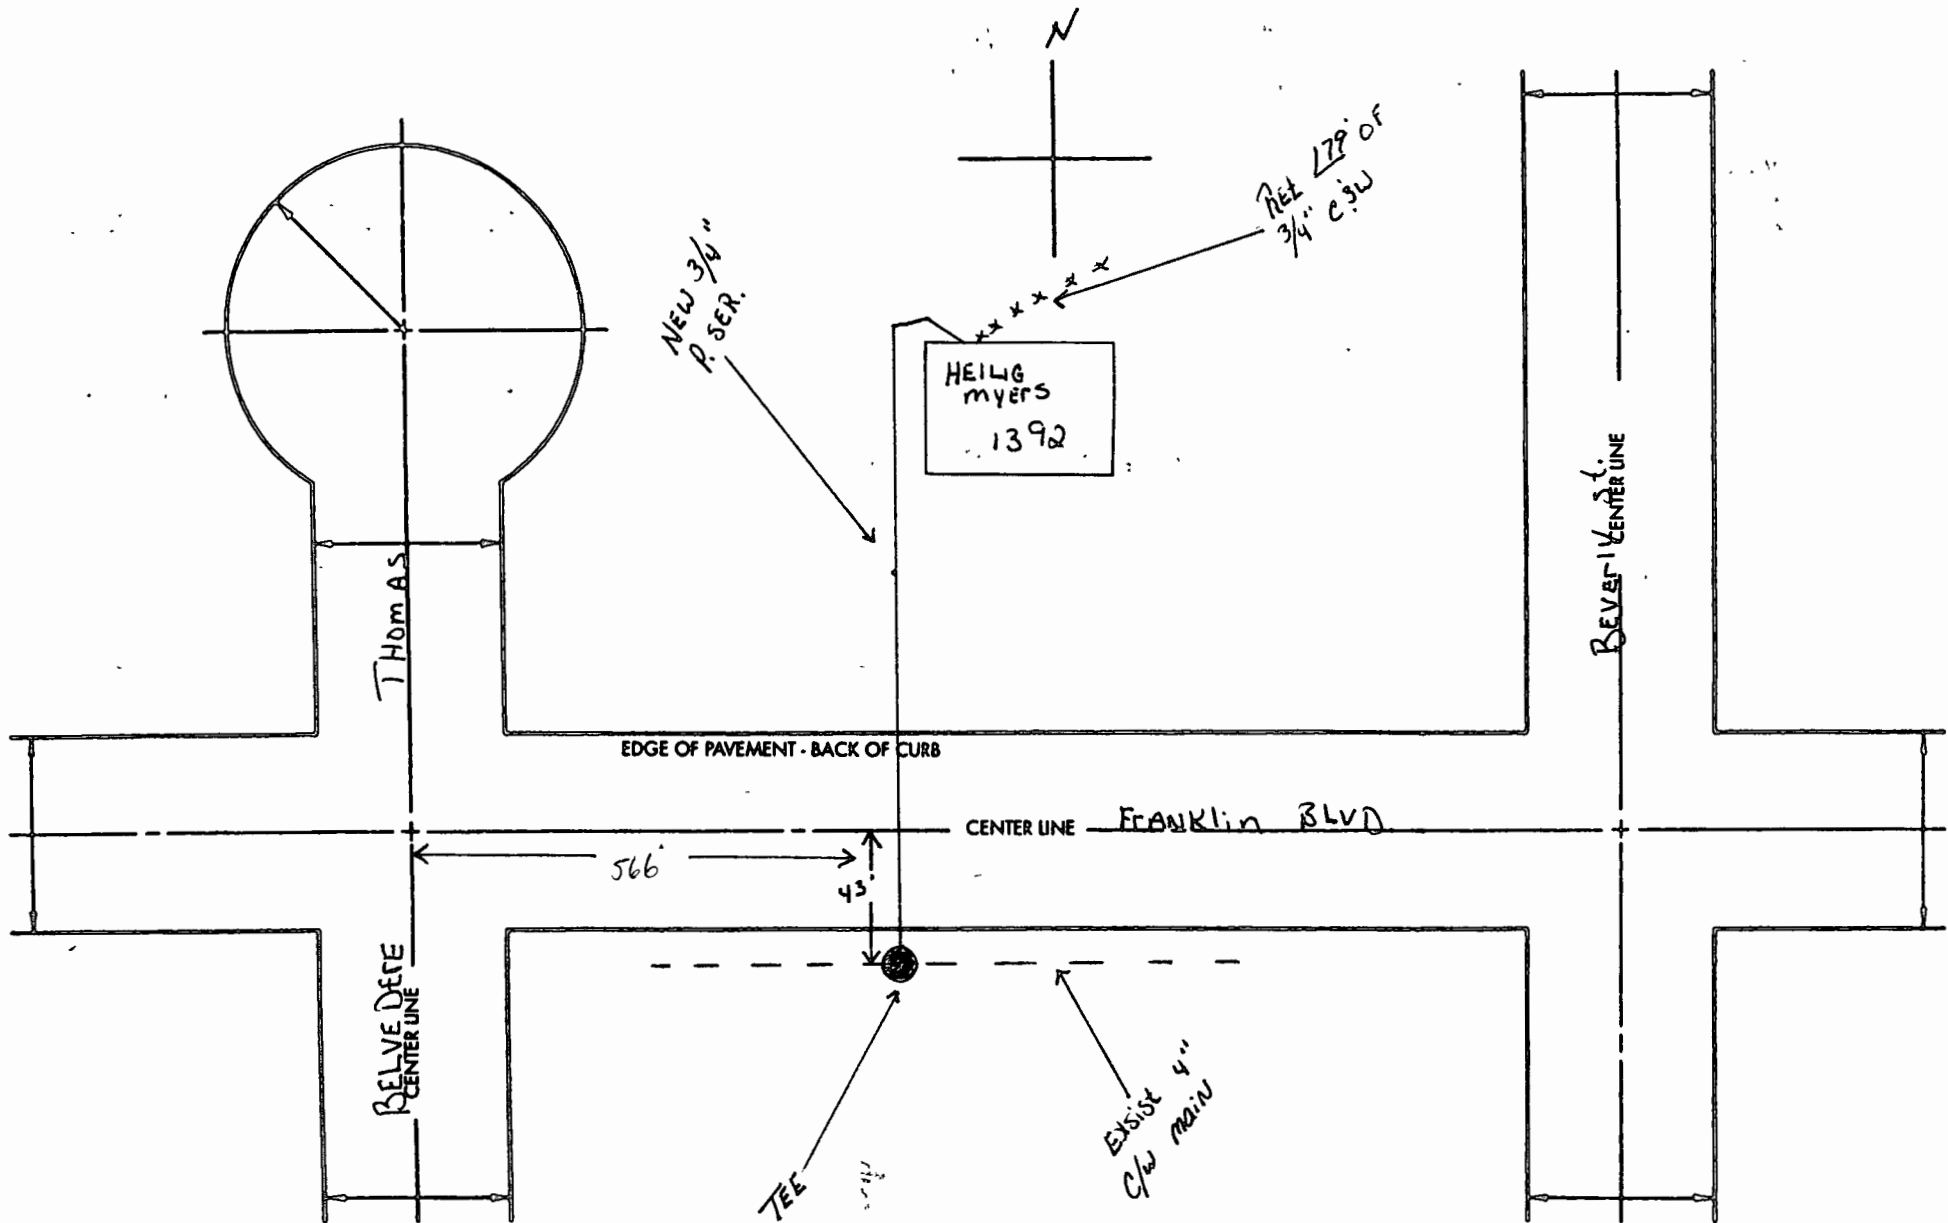 N
REt 179' OF
3/4" C&W
NEW 3/4"
P. SER.
HEILIG
MYErS
1392
THOMAS
BEVErlY St.
CENTER LINE
EDGE OF PAVEMENT - BACK OF CURB
CENTER LINE
FrANKlin BLVD
566'
43'
BELVEDErE
CENTER LINE
TEE
EXSist 4"
C/W mAiN